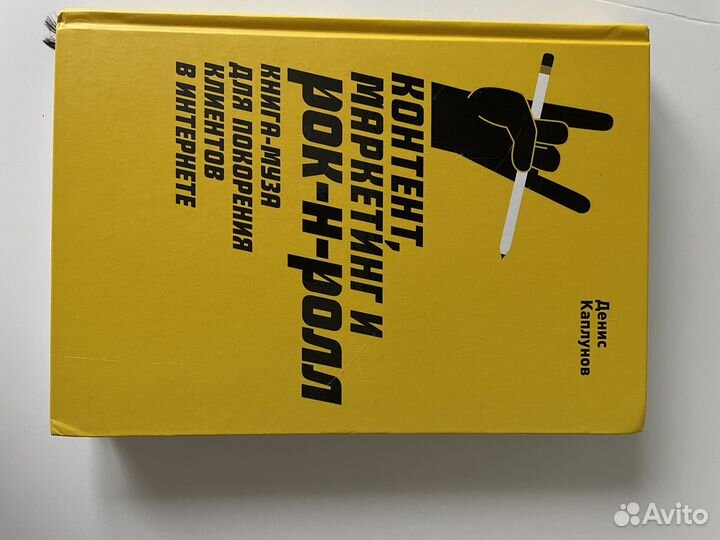 Денис
Каплунов
КОНТЕНТ,
МАРКЕТИНГ И
РОК-Н-РОЛЛ
КНИГА-МУЗА
ДЛЯ ПОКОРЕНИЯ
КЛИЕНТОВ
В ИНТЕРНЕТЕ
Avito